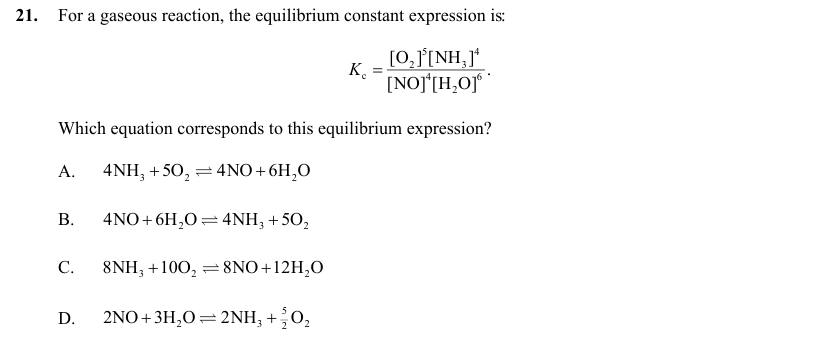 21. For a gaseous reaction, the equilibrium constant expression is:
K_c = [O₂]⁵[NH₃]⁴ / [NO]⁴[H₂O]⁶ .
Which equation corresponds to this equilibrium expression?
A. 4NH₃ + 5O₂ ⇌ 4NO + 6H₂O
B. 4NO + 6H₂O ⇌ 4NH₃ + 5O₂
C. 8NH₃ + 10O₂ ⇌ 8NO + 12H₂O
D. 2NO + 3H₂O ⇌ 2NH₃ + 5/2 O₂